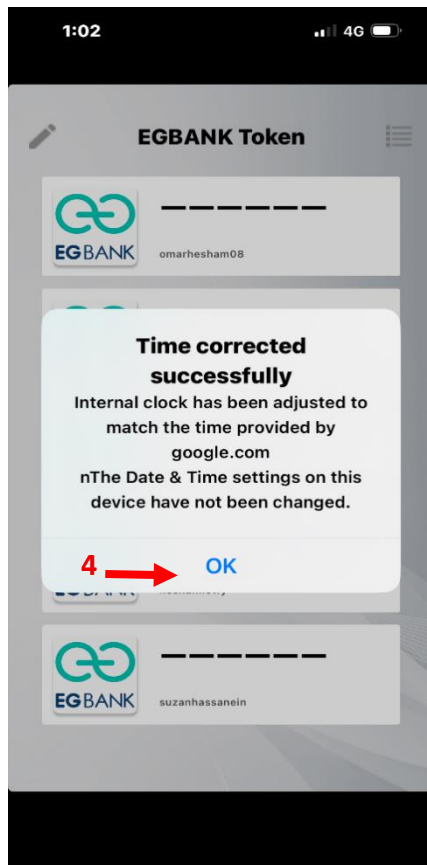 1:02
4G
EGBANK Token
EGBANK
omarhesham08
Time corrected
successfully
Internal clock has been adjusted to
match the time provided by
google.com
nThe Date & Time settings on this
device have not been changed.
4
OK
EGBANK
suzanhassanein